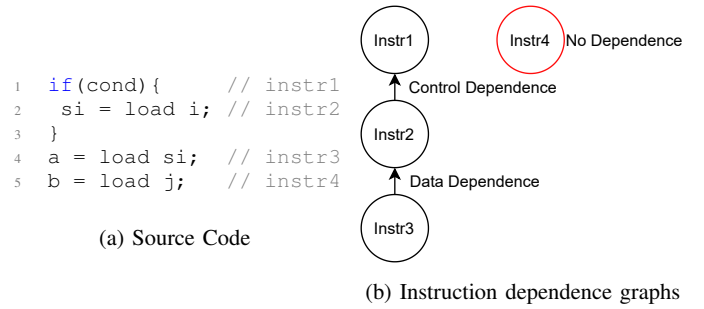 1 if(cond){ // instr1
2 si = load i; // instr2
3 }
4 a = load si; // instr3
5 b = load j; // instr4
(a) Source Code
Instr1
Instr4 No Dependence
Control Dependence
Instr2
Data Dependence
Instr3
(b) Instruction dependence graphs